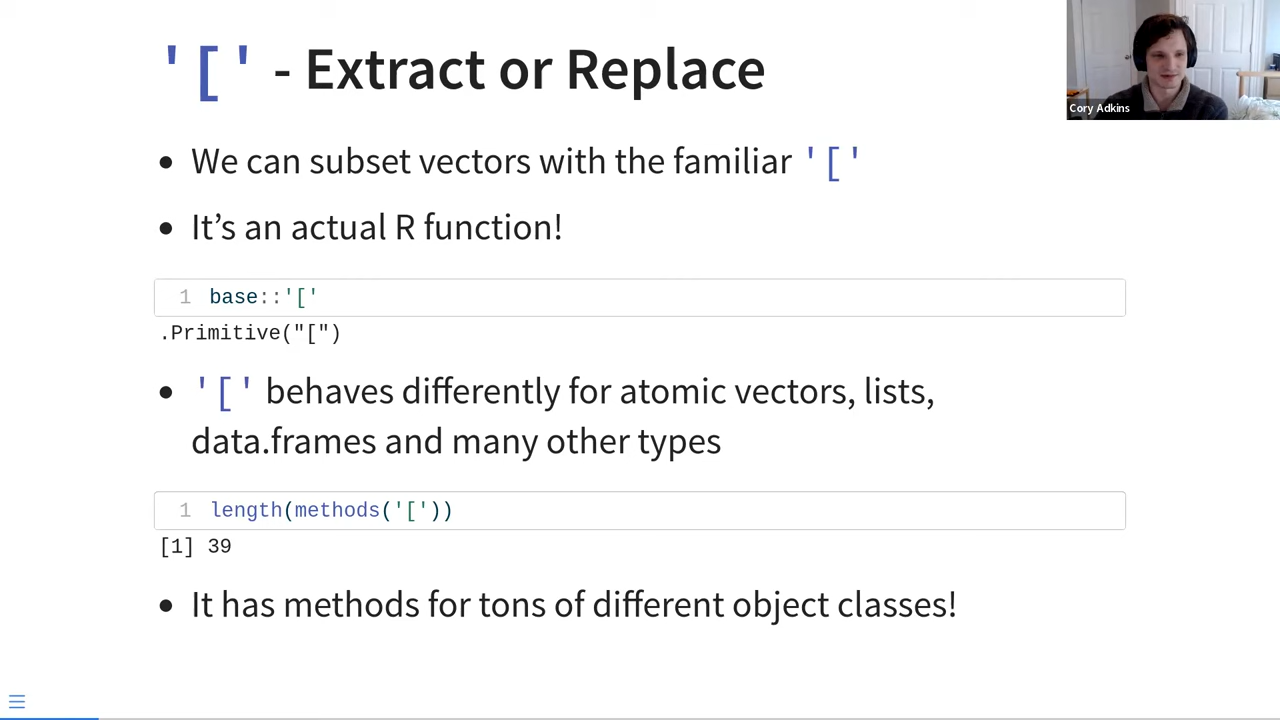 '[' - Extract or Replace
Cory Adkins
• We can subset vectors with the familiar '['
• It’s an actual R function!
1 base::'['
.Primitive("[")
• '[' behaves differently for atomic vectors, lists,
data.frames and many other types
1 length(methods('['))
[1] 39
• It has methods for tons of different object classes!